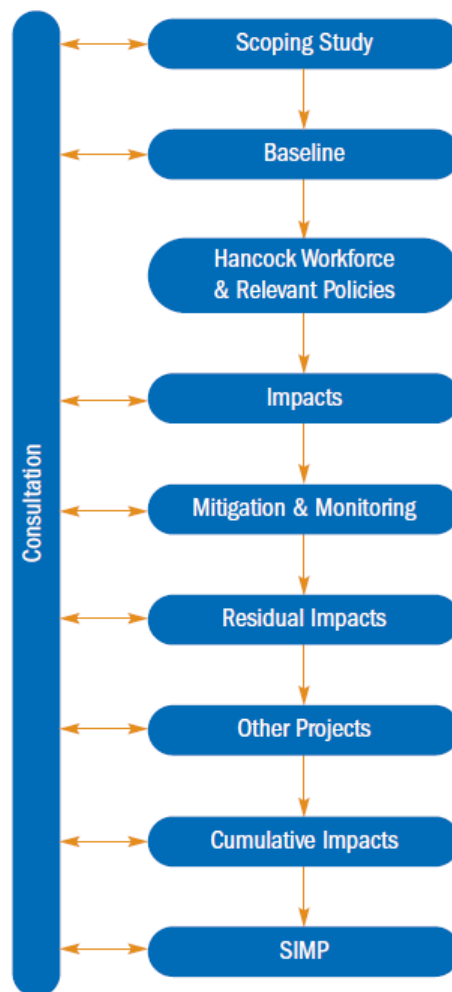 Consultation
Scoping Study
Baseline
Hancock Workforce
& Relevant Policies
Impacts
Mitigation & Monitoring
Residual Impacts
Other Projects
Cumulative Impacts
SIMP